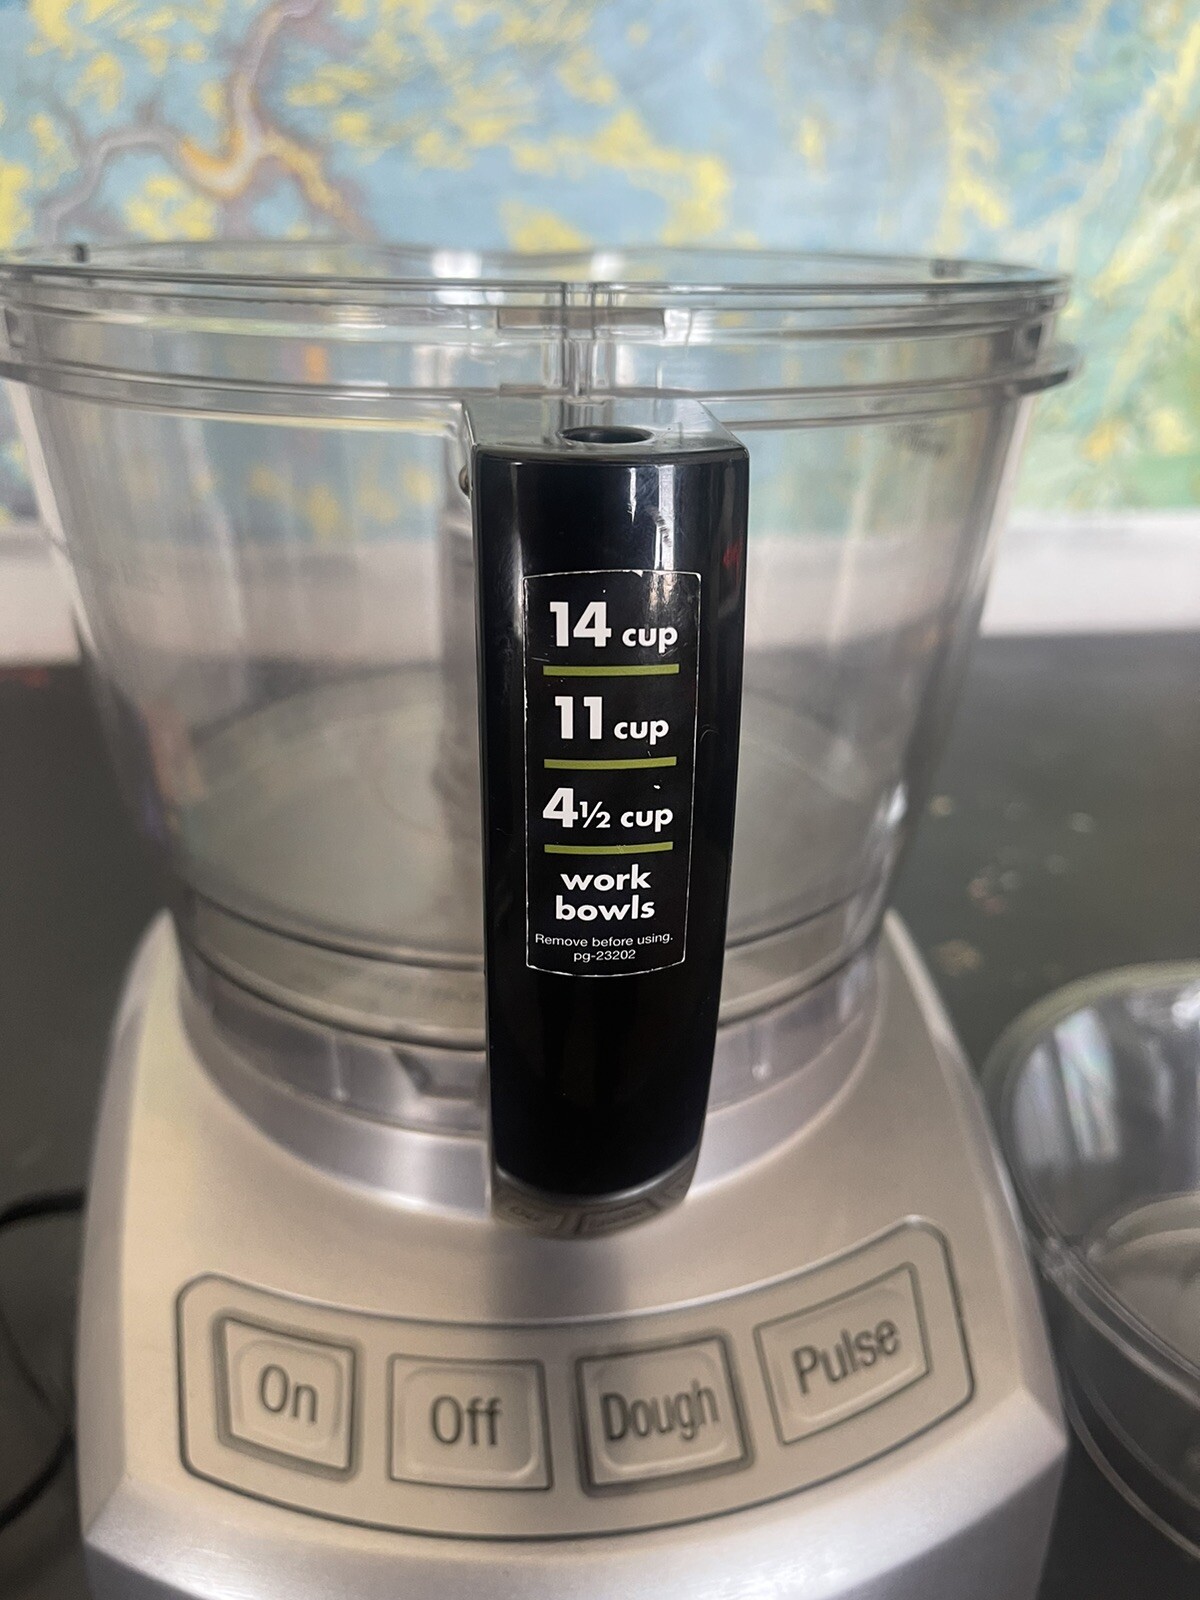 14 cup
11 cup
4½ cup
work
bowls
Remove before using.
pg-23202
On Off Dough Pulse